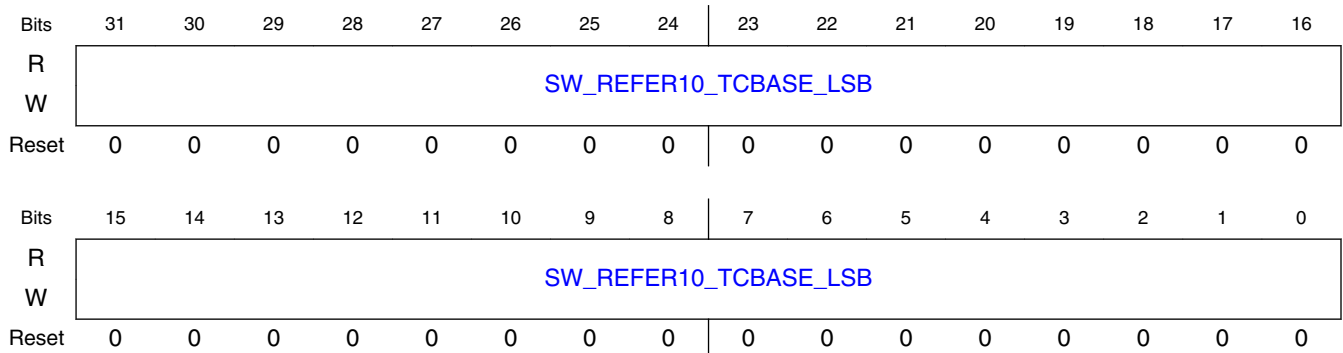 Bits 31 30 29 28 27 26 25 24 23 22 21 20 19 18 17 16
R
SW_REFER10_TCBASE_LSB
W
Reset 0 0 0 0 0 0 0 0 0 0 0 0 0 0 0 0
Bits 15 14 13 12 11 10 9 8 7 6 5 4 3 2 1 0
R
SW_REFER10_TCBASE_LSB
W
Reset 0 0 0 0 0 0 0 0 0 0 0 0 0 0 0 0